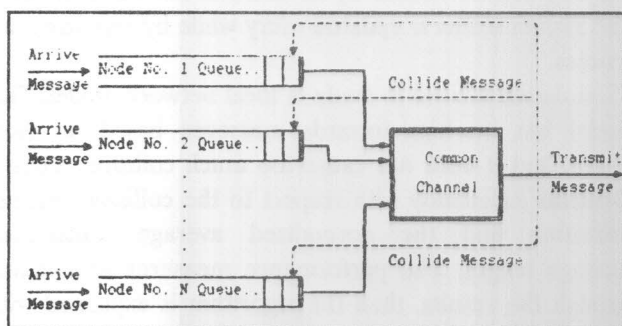 Arrive
Message
Node No. 1 Queue..
Collide Message
Arrive
Message
Node No. 2 Queue..
Common
Channel
Transmit
Message
Collide Message
Arrive
Message
Node No. N Queue..